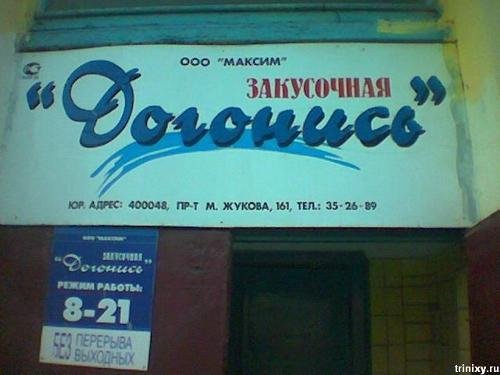 ООО "МАКСИМ"
ЗАКУСОЧНАЯ
"Догонись"
ЮР. АДРЕС: 400048, ПР-Т М. ЖУКОВА, 161, ТЕЛ.: 35-26-89
ООО "МАКСИМ"
ЗАКУСОЧНАЯ
"Догонись"
РЕЖИМ РАБОТЫ:
8-21
БЕЗ ПЕРЕРЫВА
ВЫХОДНЫХ
trinixy.ru